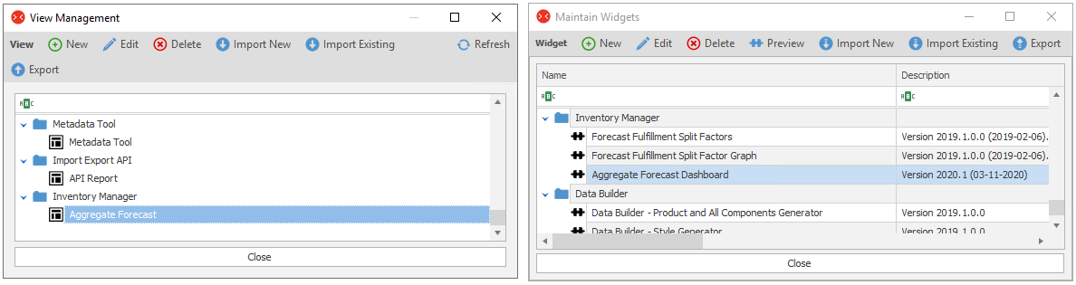 View Management
View New Edit Delete Import New Import Existing Refresh
Export
ABC
Metadata Tool
Metadata Tool
Import Export API
API Report
Inventory Manager
Aggregate Forecast
Close
Maintain Widgets
Widget New Edit Delete Preview Import New Import Existing Export
Name Description
ABC ABC
Inventory Manager
Forecast Fulfillment Split Factors Version 2019.1.0.0 (2019-02-06).
Forecast Fulfillment Split Factor Graph Version 2019.1.0.0 (2019-02-06).
Aggregate Forecast Dashboard Version 2020.1 (03-11-2020)
Data Builder
Data Builder - Product and All Components Generator Version 2019.1.0.0
Data Builder - Style Generator Version 2019.1.0.0
Close